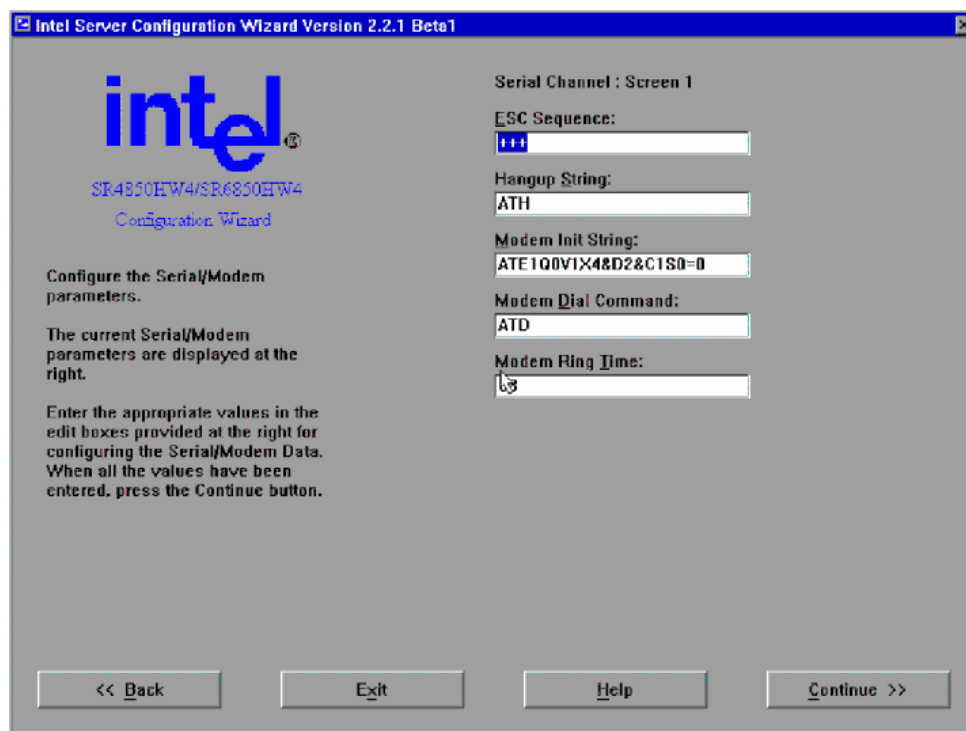 Intel Server Configuration Wizard Version 2.2.1 Beta1
intel®
SR4850HW4/SR6850HW4
Configuration Wizard
Configure the Serial/Modem
parameters.
The current Serial/Modem
parameters are displayed at the
right.
Enter the appropriate values in the
edit boxes provided at the right for
configuring the Serial/Modem Data.
When all the values have been
entered, press the Continue button.
Serial Channel : Screen 1
ESC Sequence:
+++
Hangup String:
ATH
Modem Init String:
ATE1Q0V1X4&D2&C1S0=0
Modem Dial Command:
ATD
Modem Ring Time:
<< Back
Exit
Help
Continue >>